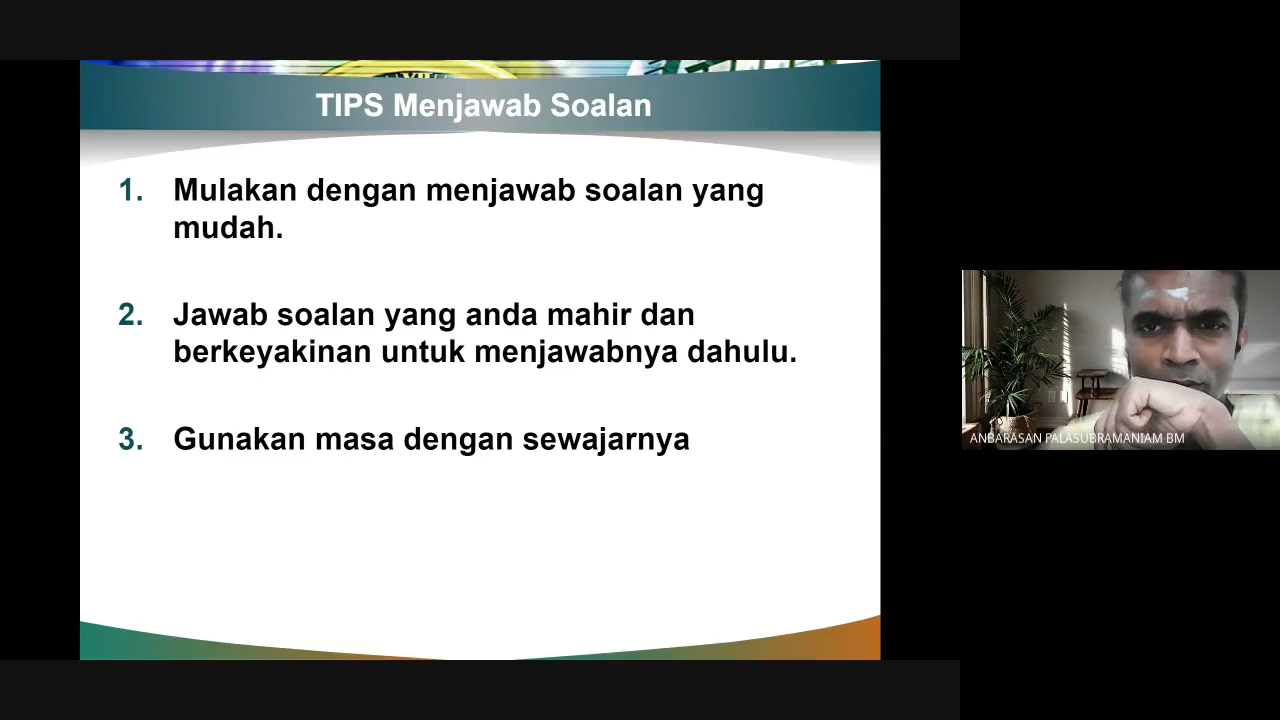 TIPS Menjawab Soalan
1. Mulakan dengan menjawab soalan yang
mudah.
2. Jawab soalan yang anda mahir dan
berkeyakinan untuk menjawabnya dahulu.
3. Gunakan masa dengan sewajarnya
ANBARASAN PALASUBRAMANIAM BM